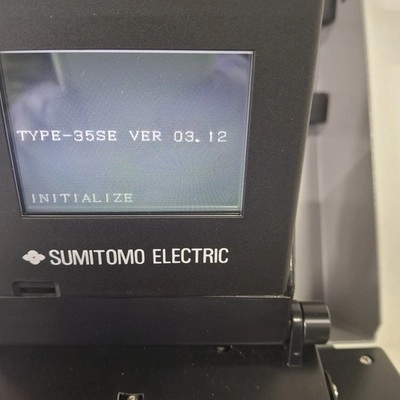 TYPE-35SE VER 03.12
INITIALIZE
SUMITOMO ELECTRIC